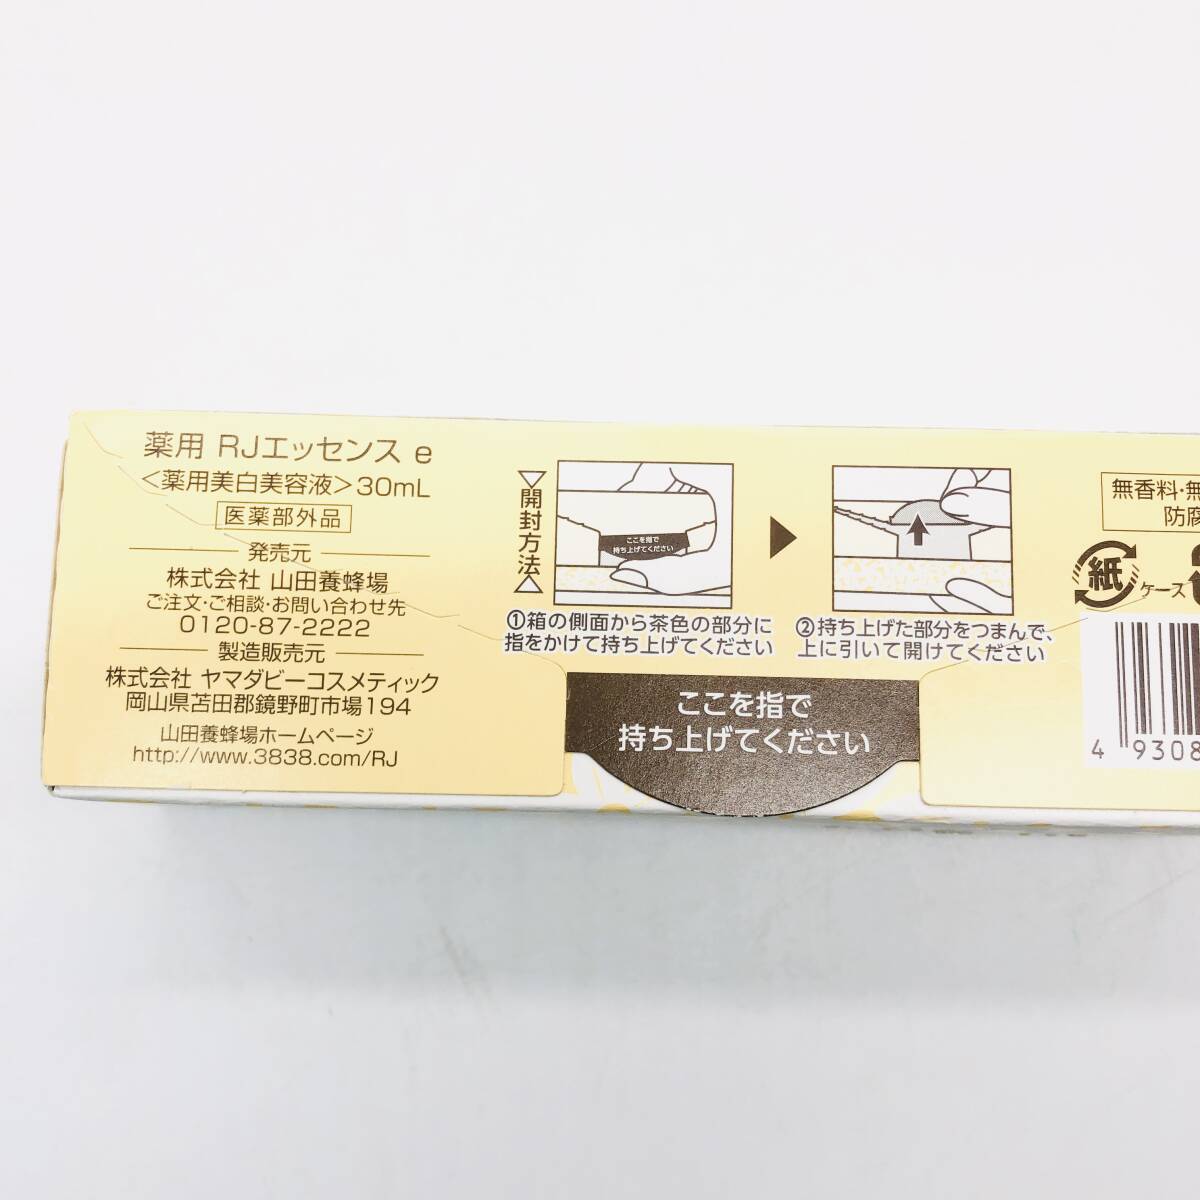 薬用 RJエッセンス e
<薬用美白美容液>30mL
医薬部外品
発売元
株式会社 山田養蜂場
ご注文・ご相談・お問い合わせ先
0120-87-2222
製造販売元
株式会社 ヤマダビーコスメティック
岡山県苫田郡鏡野町市場194
山田養蜂場ホームページ
http://www.3838.com/RJ
開封方法
ここを指で
持ち上げてください
①箱の側面から茶色の部分に
指をかけて持ち上げてください
②持ち上げた部分をつまんで、
上に引いて開けてください
ここを指で
持ち上げてください
無香料・無
防腐
紙
ケース
4 9308